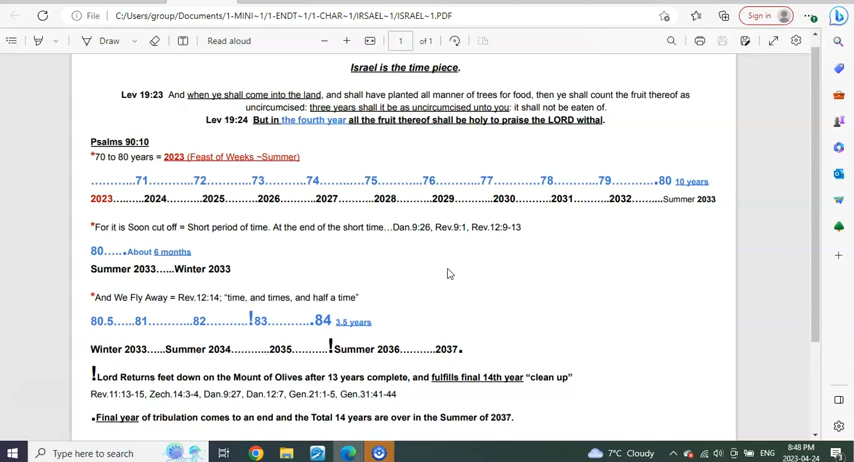 File
C:/Users/group/Documents/1-MINI~1/1-ENDT~1/1-CHAR~1/IRSAEL~1/ISRAEL~1.PDF
Sign in
Draw
Read aloud
1
of 1
Israel is the time piece.
Lev 19:23 And when ye shall come into the land, and shall have planted all manner of trees for food, then ye shall count the fruit thereof as
uncircumcised: three years shall it be as uncircumcised unto you: it shall not be eaten of.
Lev 19:24 But in the fourth year all the fruit thereof shall be holy to praise the LORD withal.
Psalms 90:10
*70 to 80 years = 2023 (Feast of Weeks ~Summer)
…………..71…………72…………73…………74…………75…………76…………77…………78…………79………….80 10 years
2023……..2024………..2025………..2026………..2027………..2028………..2029………..2030………..2031………..2032………...Summer 2033
*For it is Soon cut off = Short period of time. At the end of the short time…Dan.9:26, Rev.9:1, Rev.12:9-13
80…...About 6 months
Summer 2033…...Winter 2033
*And We Fly Away = Rev.12:14; “time, and times, and half a time”
80.5…...81…………82…………!83………….84 3.5 years
Winter 2033…...Summer 2034………...2035………...!Summer 2036………..2037.
!Lord Returns feet down on the Mount of Olives after 13 years complete, and fulfills final 14th year “clean up”
Rev.11:13-15, Zech.14:3-4, Dan.9:27, Dan.12:7, Gen.21:1-5, Gen.31:41-44
.Final year of tribulation comes to an end and the Total 14 years are over in the Summer of 2037.
Type here to search
7°C Cloudy
ENG
8:48 PM
2023-04-24
3